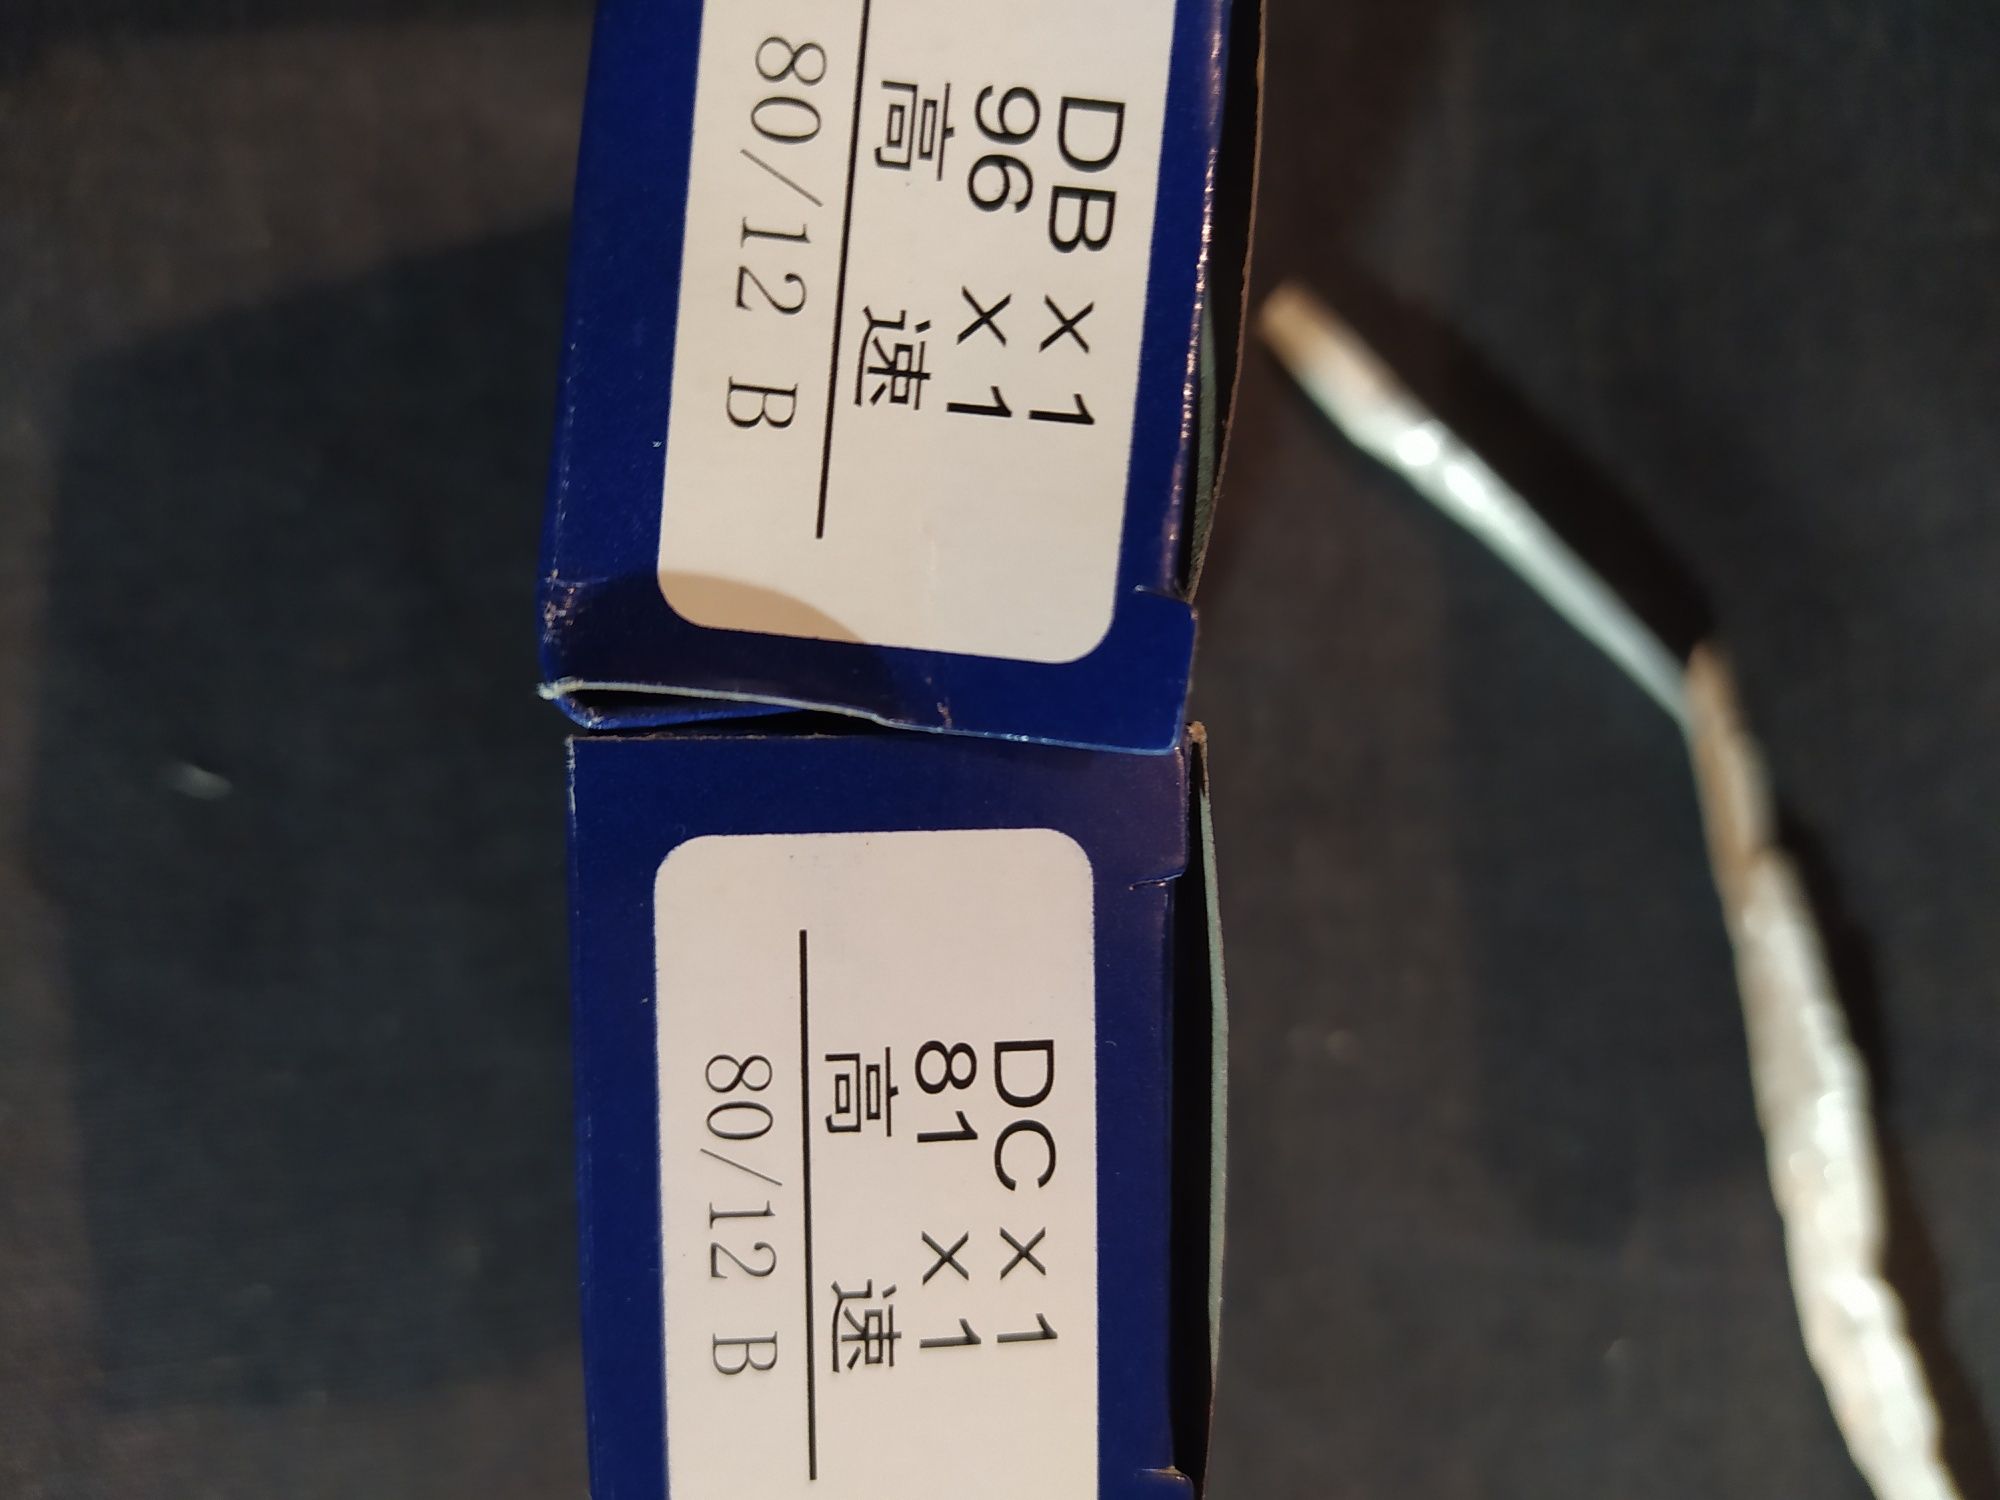 DB × 1
96 × 1
高 速
80/12 B
DC × 1
81 × 1
高 速
80/12 B